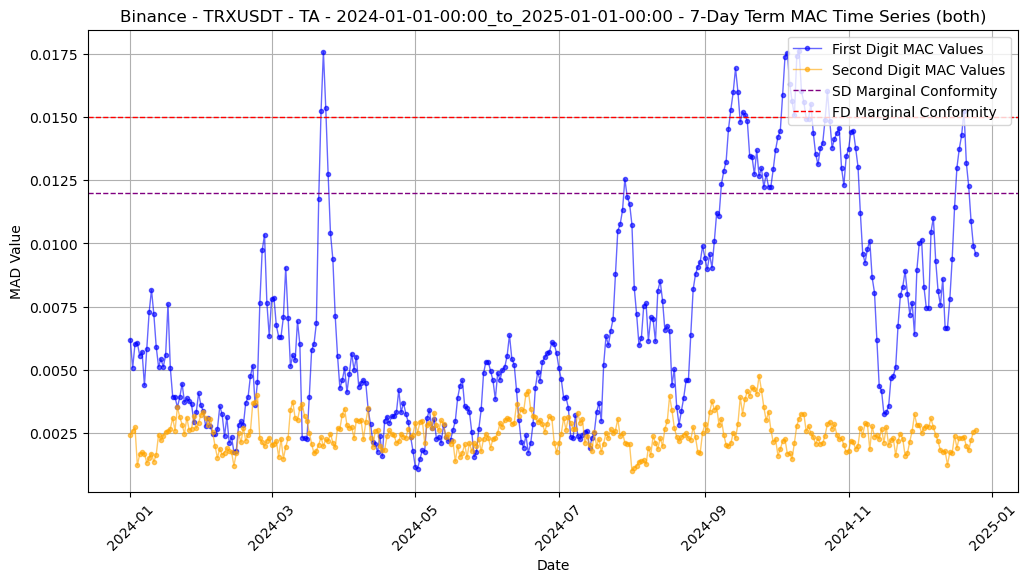 Binance - TRXUSDT - TA - 2024-01-01-00:00_to_2025-01-01-00:00 - 7-Day Term MAC Time Series (both)
First Digit MAC Values
Second Digit MAC Values
SD Marginal Conformity
FD Marginal Conformity
MAD Value
0.0175
0.0150
0.0125
0.0100
0.0075
0.0050
0.0025
2024-01
2024-03
2024-05
2024-07
2024-09
2024-11
2025-01
Date